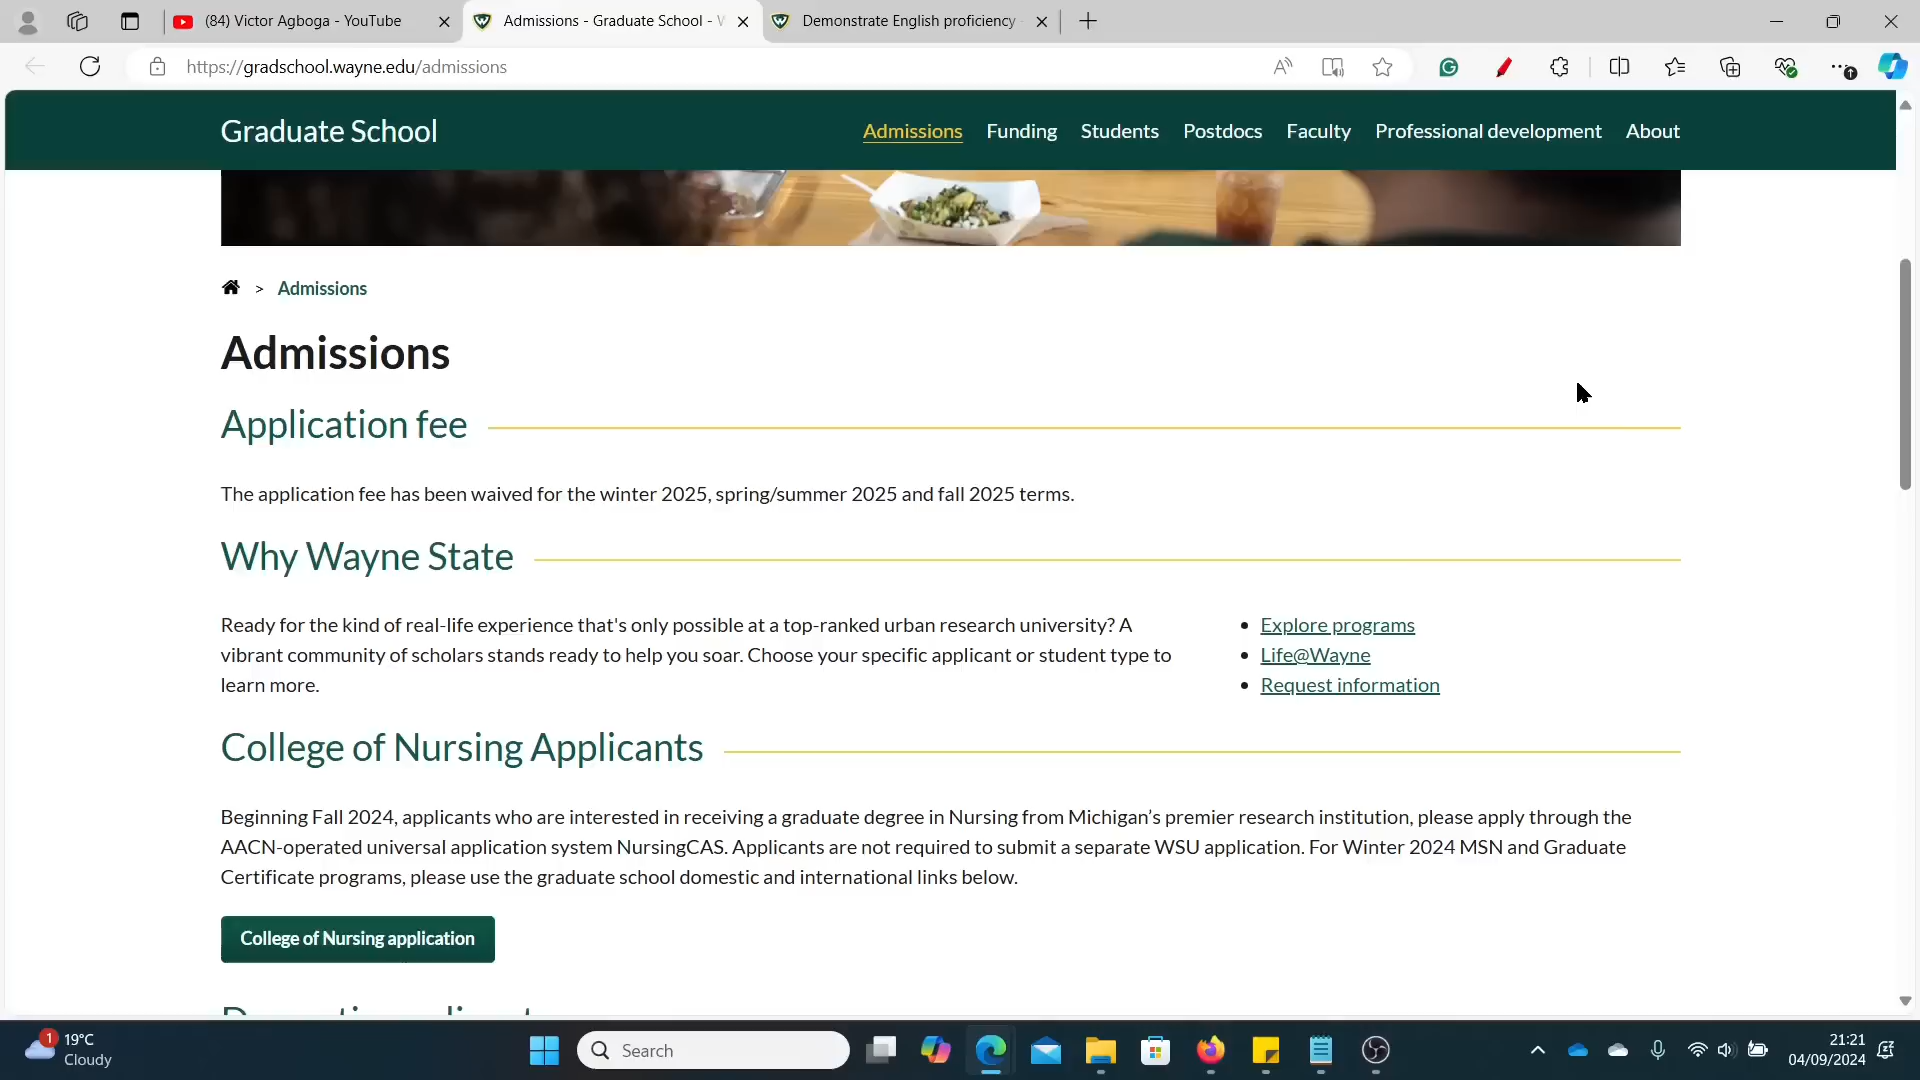 (84) Victor Agboga - YouTube
Admissions - Graduate School - W
Demonstrate English proficiency
https://gradschool.wayne.edu/admissions
Graduate School
Admissions
Funding
Students
Postdocs
Faculty
Professional development
About
> Admissions
Admissions
Application fee
The application fee has been waived for the winter 2025, spring/summer 2025 and fall 2025 terms.
Why Wayne State
Ready for the kind of real-life experience that's only possible at a top-ranked urban research university? A
vibrant community of scholars stands ready to help you soar. Choose your specific applicant or student type to
learn more.
• Explore programs
• Life@Wayne
• Request information
College of Nursing Applicants
Beginning Fall 2024, applicants who are interested in receiving a graduate degree in Nursing from Michigan’s premier research institution, please apply through the
AACN-operated universal application system NursingCAS. Applicants are not required to submit a separate WSU application. For Winter 2024 MSN and Graduate
Certificate programs, please use the graduate school domestic and international links below.
College of Nursing application
1
19°C
Cloudy
Search
21:21
04/09/2024